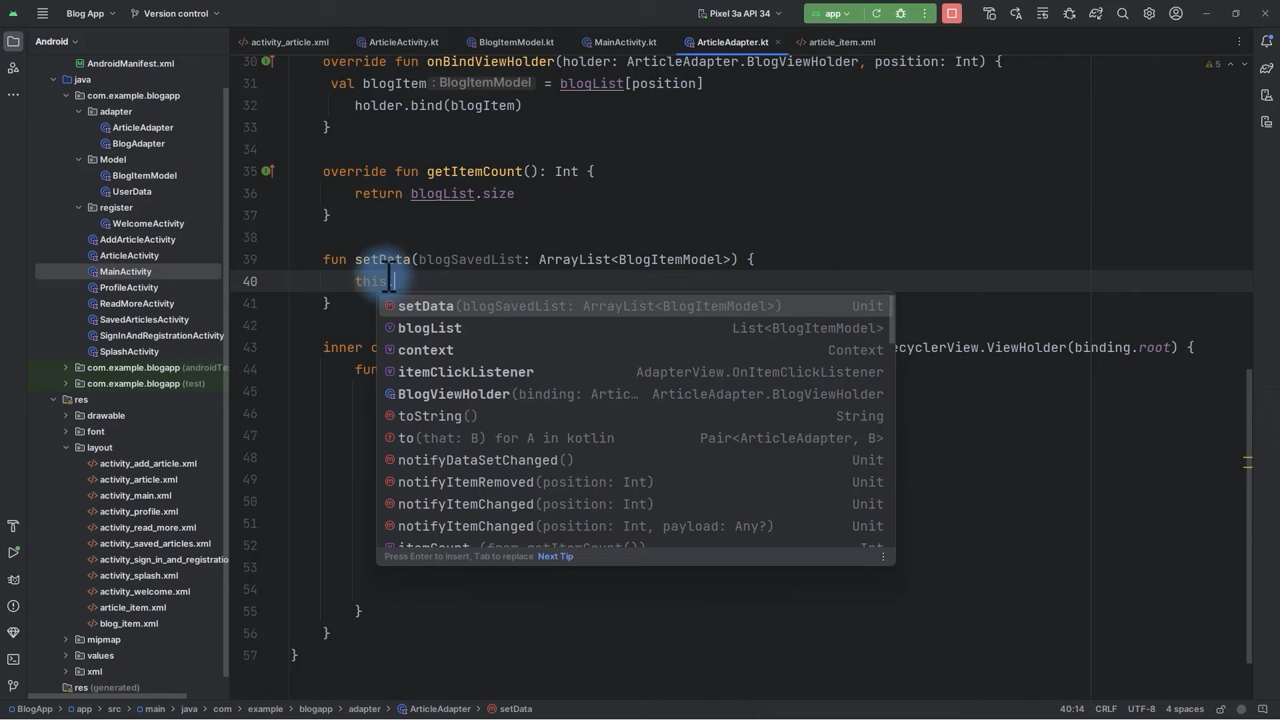 Blog App
Version control
Pixel 3a API 34
app
Android
activity_article.xml
ArticleActivity.kt
BlogItemModel.kt
MainActivity.kt
ArticleAdapter.kt
article_item.xml
AndroidManifest.xml
java
com.example.blogapp
adapter
ArticleAdapter
BlogAdapter
Model
BlogItemModel
UserData
register
WelcomeActivity
AddArticleActivity
ArticleActivity
MainActivity
ProfileActivity
ReadMoreActivity
SavedArticlesActivity
SignInAndRegistrationActivity
SplashActivity
com.example.blogapp (androidTe
com.example.blogapp (test)
res
drawable
font
layout
activity_add_article.xml
activity_article.xml
activity_main.xml
activity_profile.xml
activity_read_more.xml
activity_saved_articles.xml
activity_sign_in_and_registratio
activity_splash.xml
activity_welcome.xml
article_item.xml
blog_item.xml
mipmap
values
xml
res (generated)
5
30 override fun onBindViewHolder(holder: ArticleAdapter.BlogViewHolder, position: Int) {
31 val blogItem : BlogItemModel = blogList[position]
32 holder.bind(blogItem)
33 }
34
35 override fun getItemCount(): Int {
36 return blogList.size
37 }
38
39 fun setData(blogSavedList: ArrayList<BlogItemModel>) {
40 this.
41 }
42
43 inner c ecyclerView.ViewHolder(binding.root) {
44 fun
45
46
47
48
49
50
51
52
53
54
55 }
56 }
57 }
setData(blogSavedList: ArrayList<BlogItemModel>) Unit
blogList List<BlogItemModel>
context Context
itemClickListener AdapterView.OnItemClickListener
BlogViewHolder(binding: Artic... ArticleAdapter.BlogViewHolder
toString() String
to(that: B) for A in kotlin Pair<ArticleAdapter, B>
notifyDataSetChanged() Unit
notifyItemRemoved(position: Int) Unit
notifyItemChanged(position: Int) Unit
notifyItemChanged(position: Int, payload: Any?) Unit
itemCount (from getItemCount()) Int
Press Enter to insert, Tab to replace Next Tip
BlogApp > app > src > main > java > com > example > blogapp > adapter > ArticleAdapter > setData
40:14 CRLF UTF-8 4 spaces